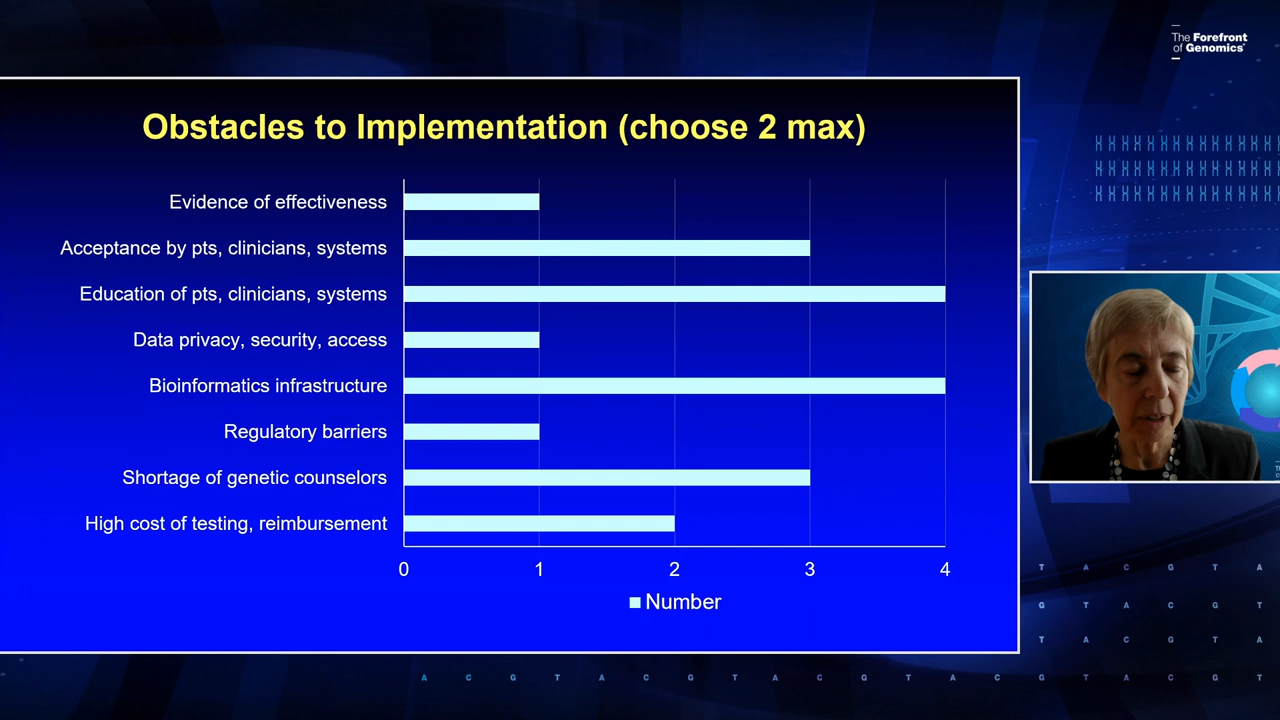 The Forefront
of Genomics
Obstacles to Implementation (choose 2 max)
Evidence of effectiveness
Acceptance by pts, clinicians, systems
Education of pts, clinicians, systems
Data privacy, security, access
Bioinformatics infrastructure
Regulatory barriers
Shortage of genetic counselors
High cost of testing, reimbursement
0 1 2 3 4
Number
T A C G T A
G T A C G T
T A C G T A
A C G T A C G T A C G T A C G T A C G T